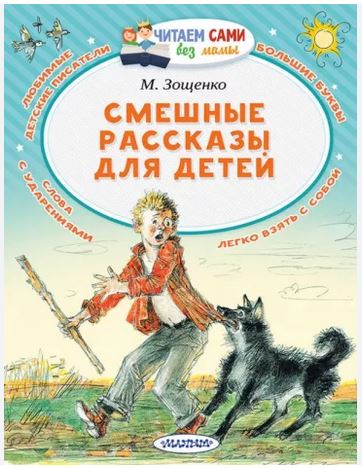 ЧИТАЕМ САМИ
без мамы
ЛЮБИМЫЕ
ДЕТСКИЕ ПИСАТЕЛИ
БОЛЬШИЕ БУКВЫ
М. Зощенко
СМЕШНЫЕ
РАССКАЗЫ
ДЛЯ ДЕТЕЙ
СЛОВА
С УДАРЕНИЯМИ
ЛЕГКО ВЗЯТЬ С СОБОЙ
МАЛЫШ